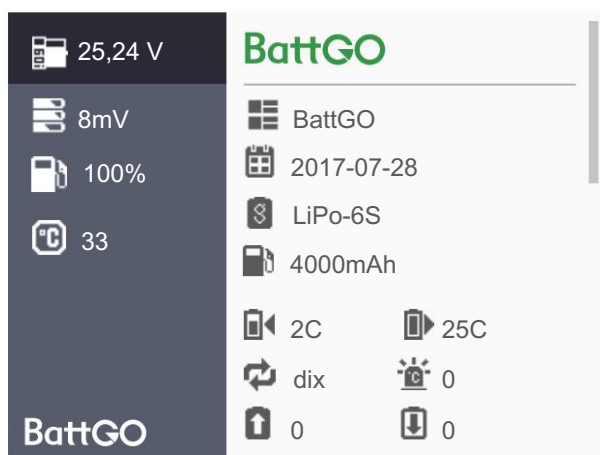 25,24 V
8mV
100%
°C 33
BattGO
BattGO
BattGO
2017-07-28
LiPo-6S
4000mAh
2C 25C
dix 0
0 0